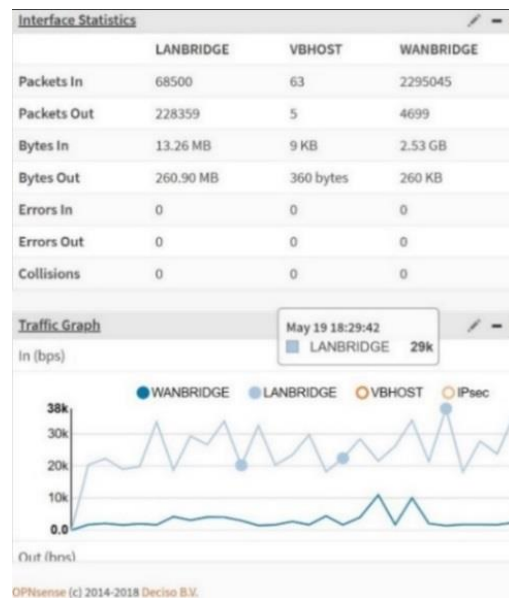 Interface Statistics
LANBRIDGE VBHOST WANBRIDGE
Packets In 68500 63 2295045
Packets Out 228359 5 4699
Bytes In 13.26 MB 9 KB 2.53 GB
Bytes Out 260.90 MB 360 bytes 260 KB
Errors In 0 0 0
Errors Out 0 0 0
Collisions 0 0 0
Traffic Graph
May 19 18:29:42
LANBRIDGE 29k
In (bps)
WANBRIDGE LANBRIDGE VBHOST IPsec
38k
30k
20k
10k
0.0
Out (bps)
OPNsense (c) 2014-2018 Deciso B.V.